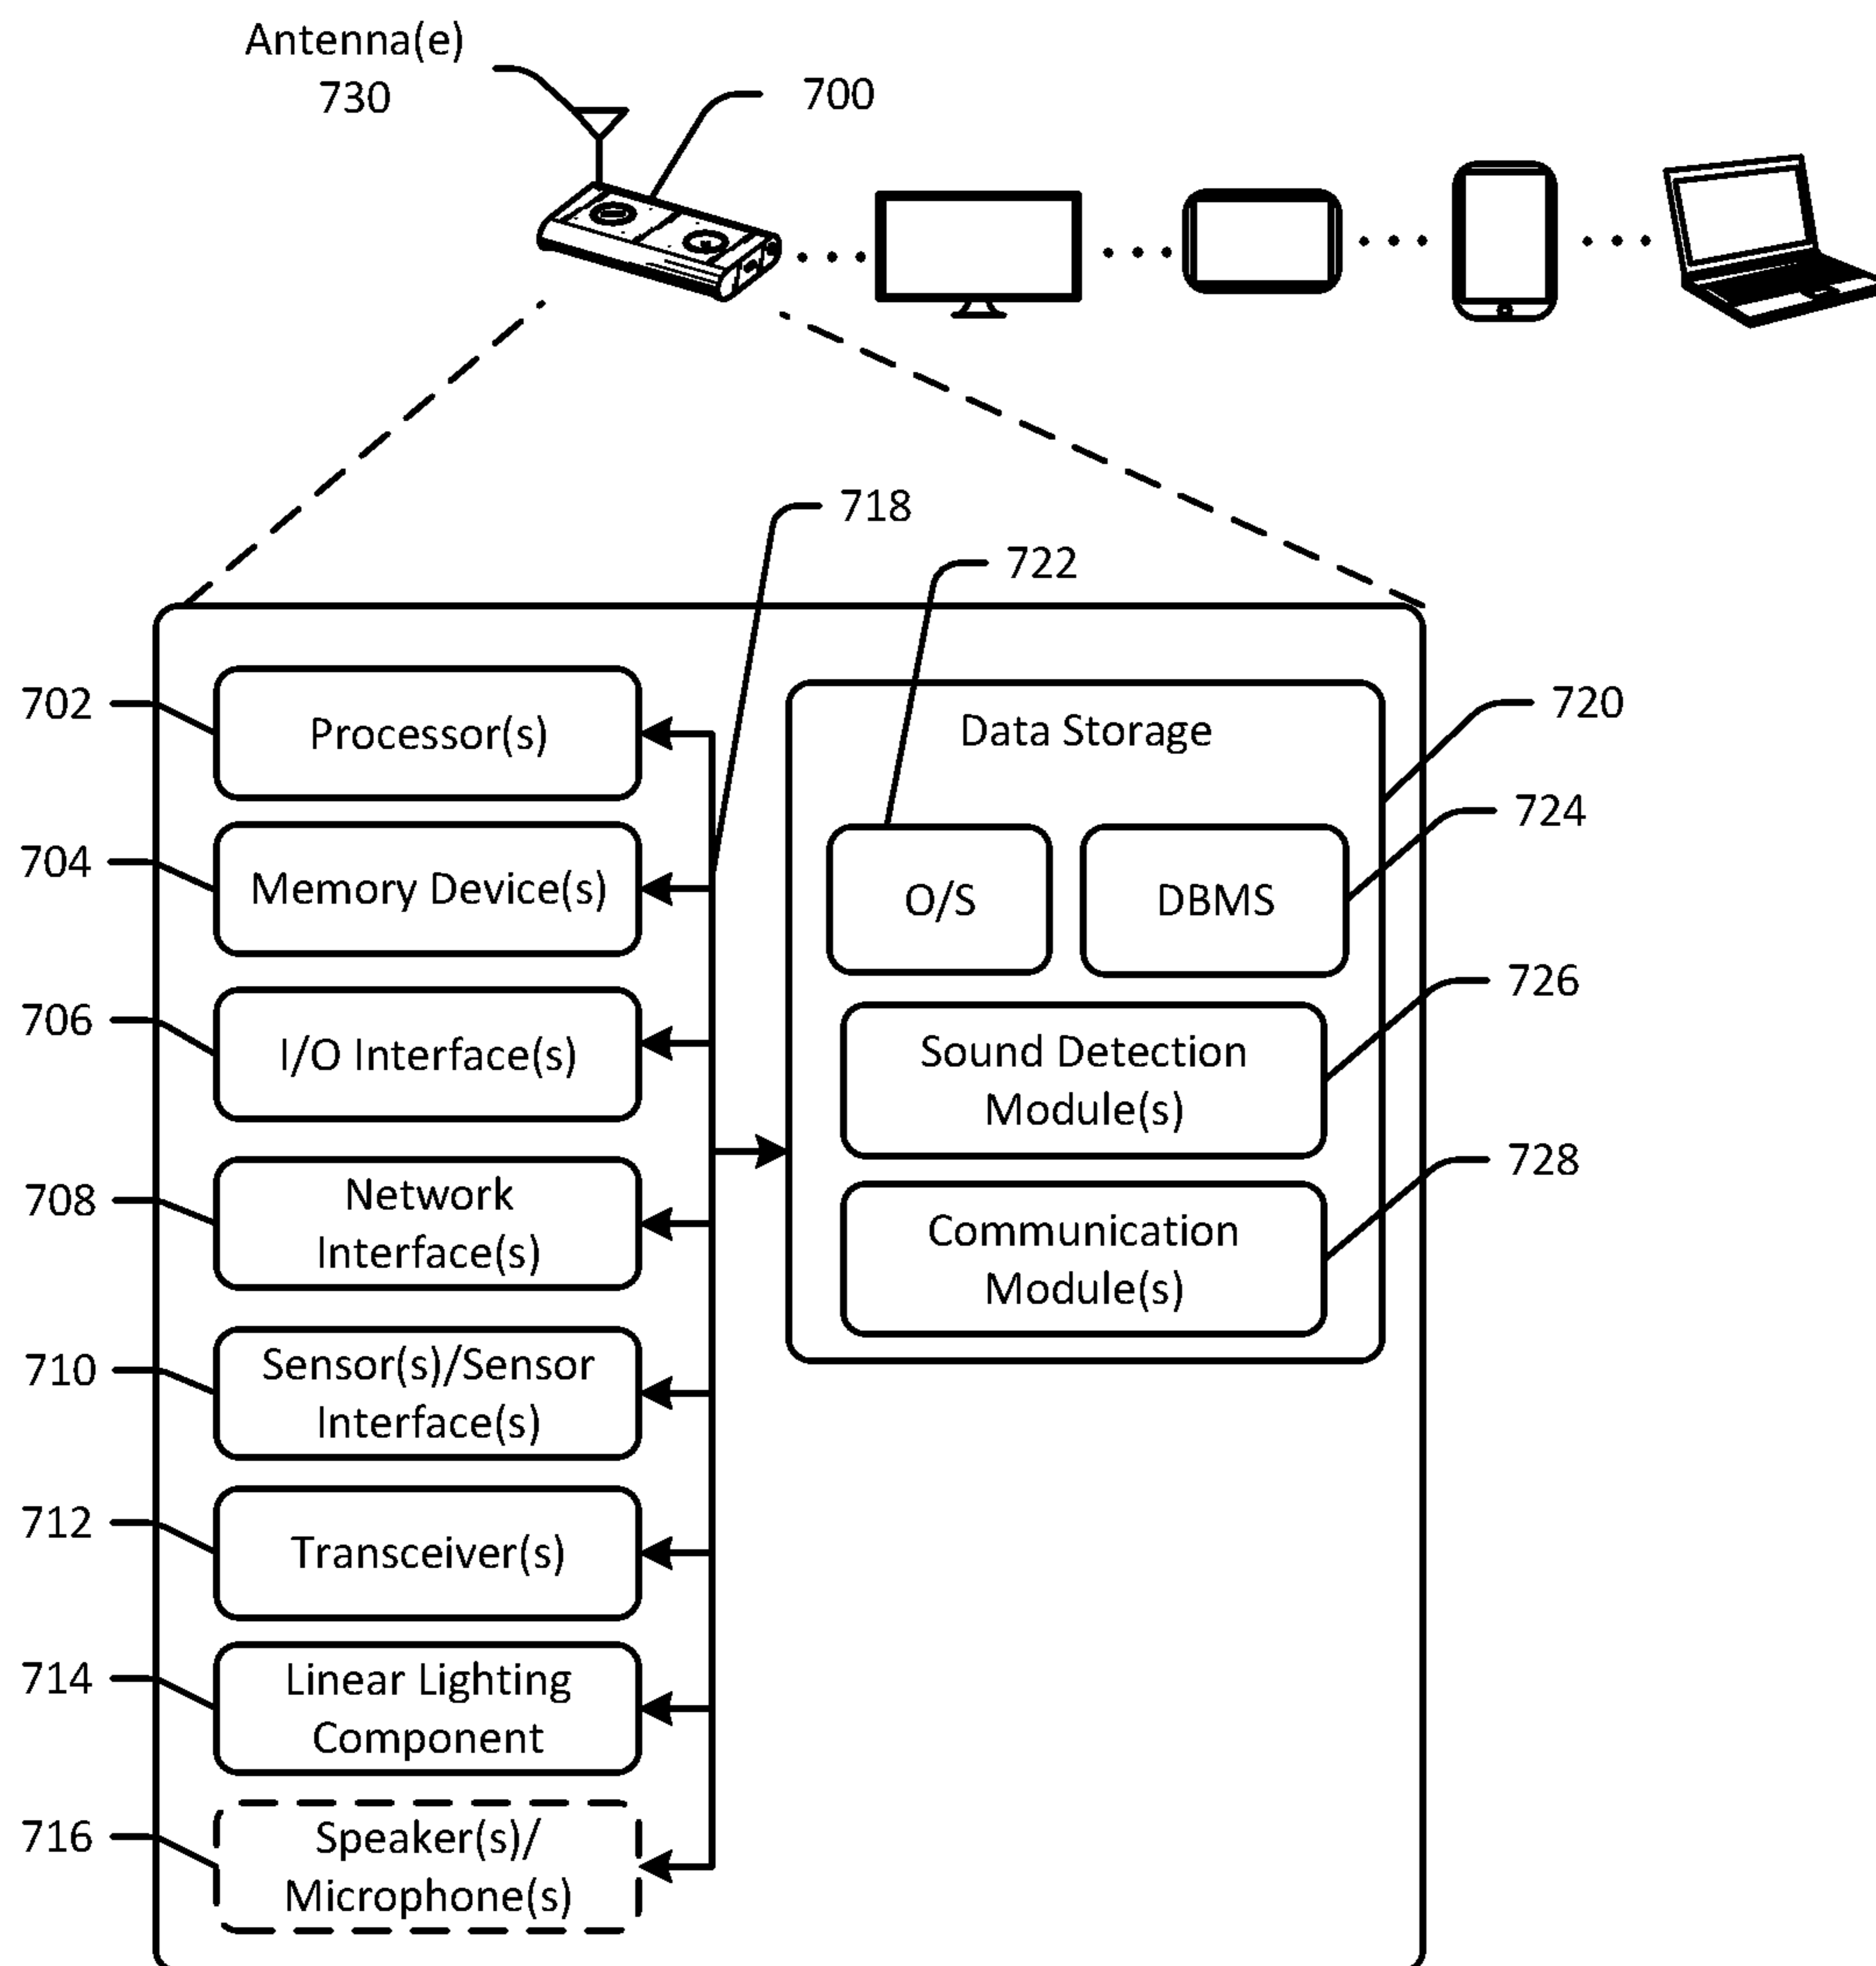 Antenna(e)
730
700
718
722
702
Processor(s)
704
Memory Device(s)
706
I/O Interface(s)
708
Network
Interface(s)
710
Sensor(s)/Sensor
Interface(s)
712
Transceiver(s)
714
Linear Lighting
Component
716
Speaker(s)/
Microphone(s)
Data Storage
720
O/S
DBMS
724
Sound Detection
Module(s)
726
Communication
Module(s)
728